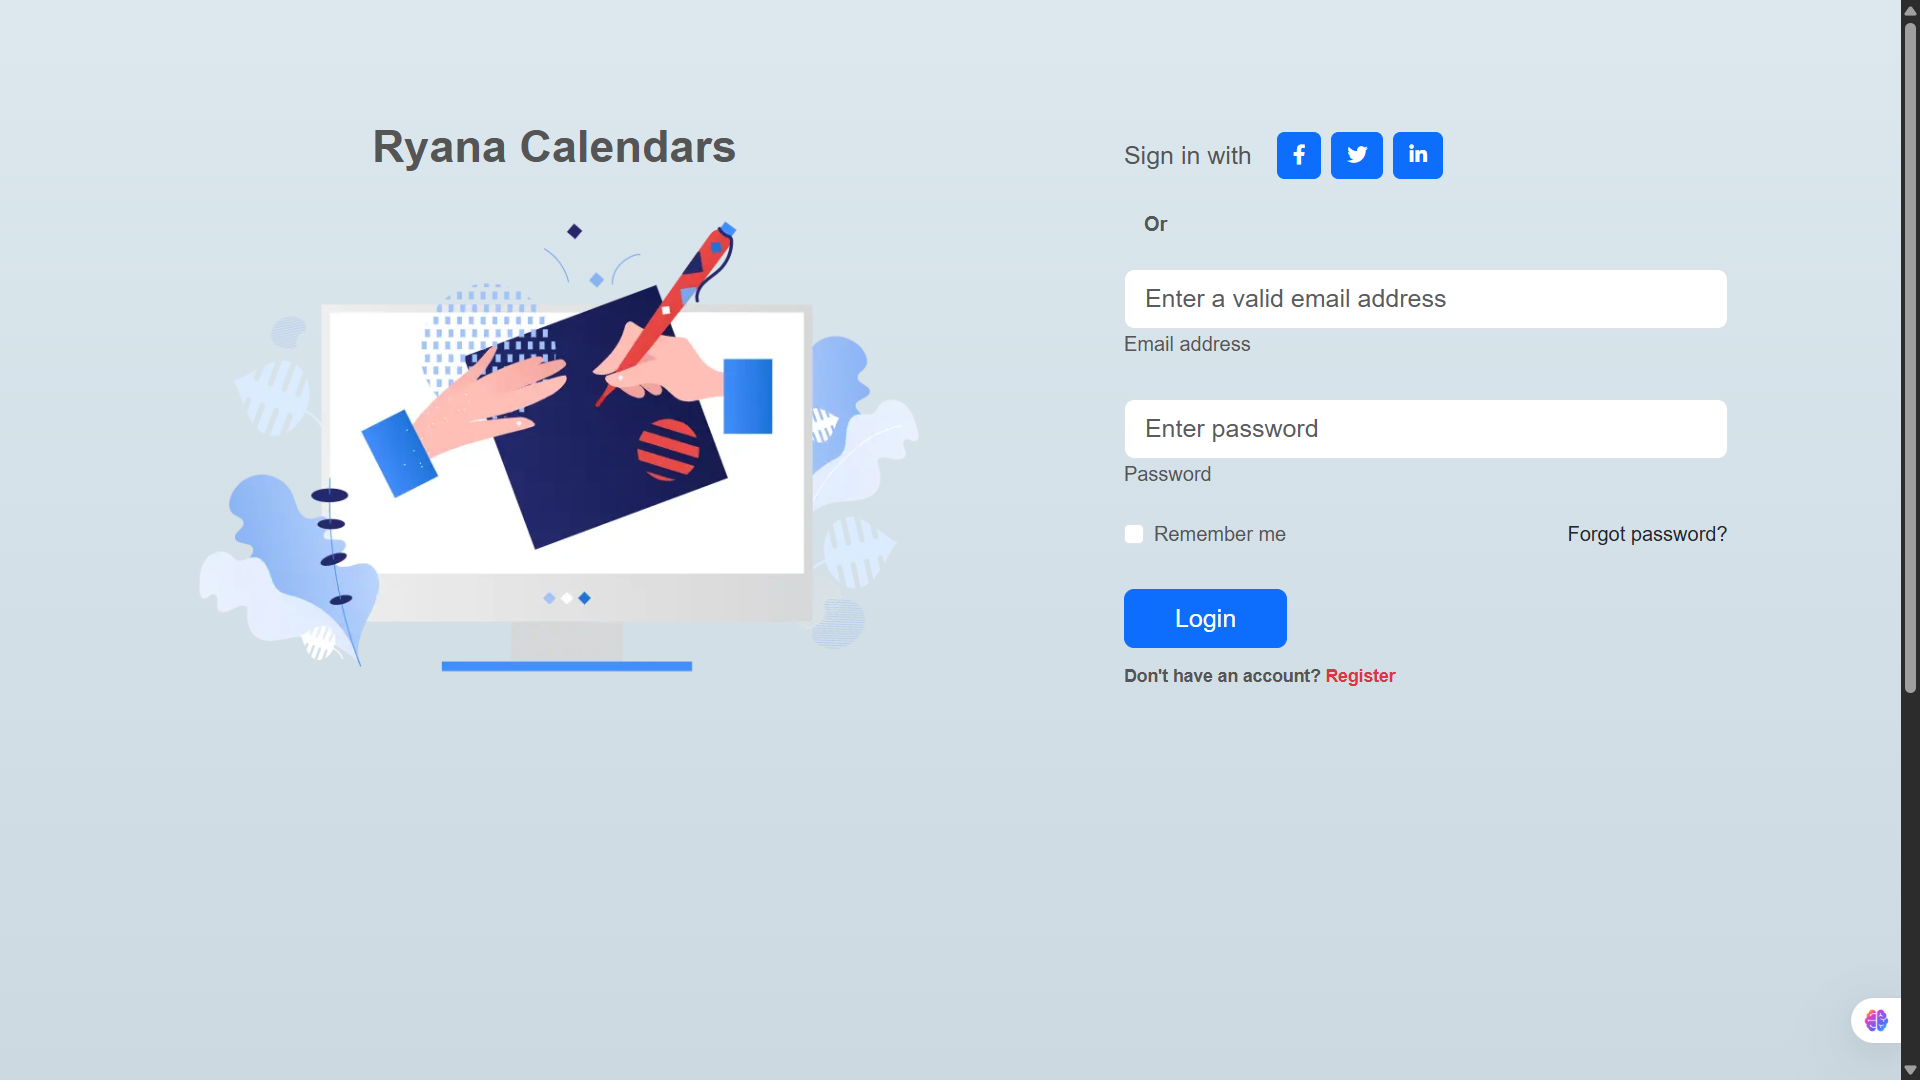 Ryana Calendars
Sign in with
Or
Enter a valid email address
Email address
Enter password
Password
Remember me
Forgot password?
Login
Don't have an account? Register